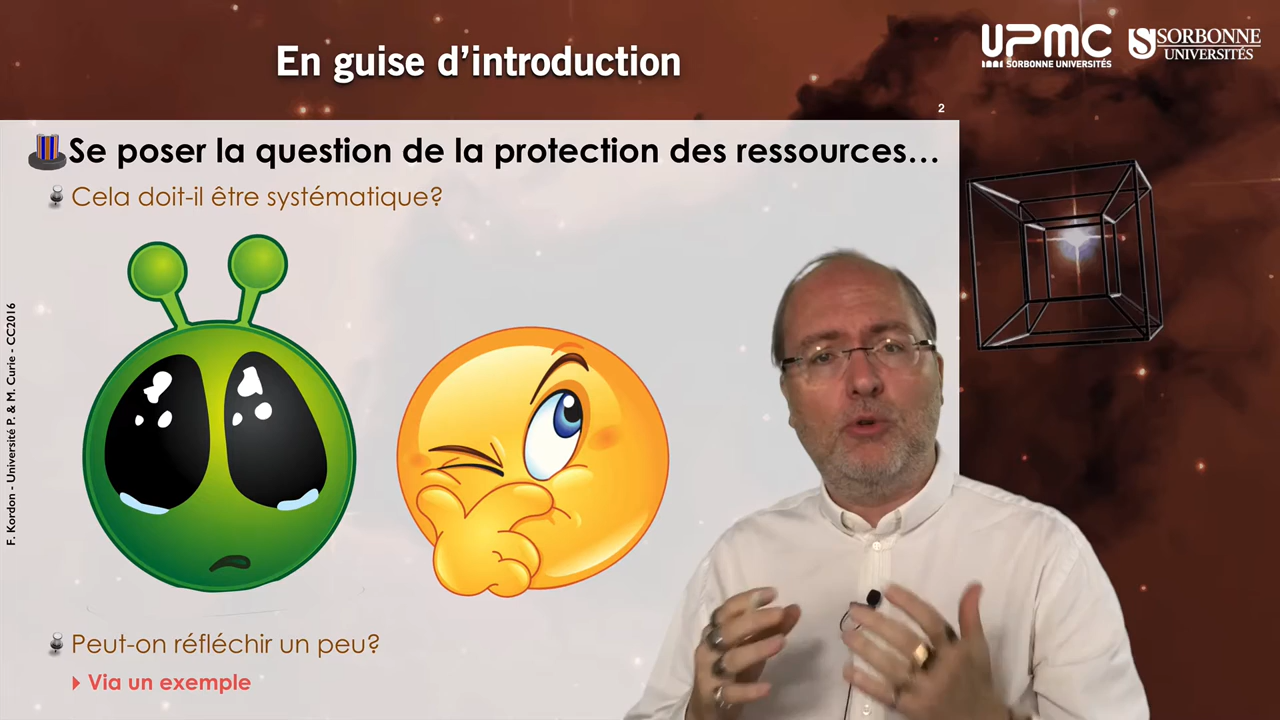 En guise d'introduction
UPMC
SORBONNE UNIVERSITÉS
SORBONNE
UNIVERSITÉS
2
Se poser la question de la protection des ressources…
Cela doit-il être systématique?
F. Kordon - Université P. & M. Curie - CC2016
Peut-on réfléchir un peu?
Via un exemple